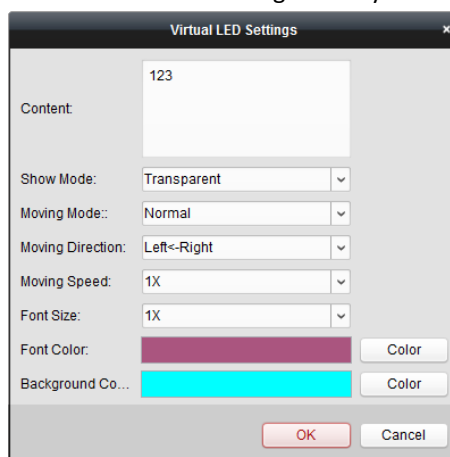 Virtual LED Settings ×
123
Content:
Show Mode: Transparent
Moving Mode:: Normal
Moving Direction: Left<-Right
Moving Speed: 1X
Font Size: 1X
Font Color: Color
Background Co... Color
OK Cancel